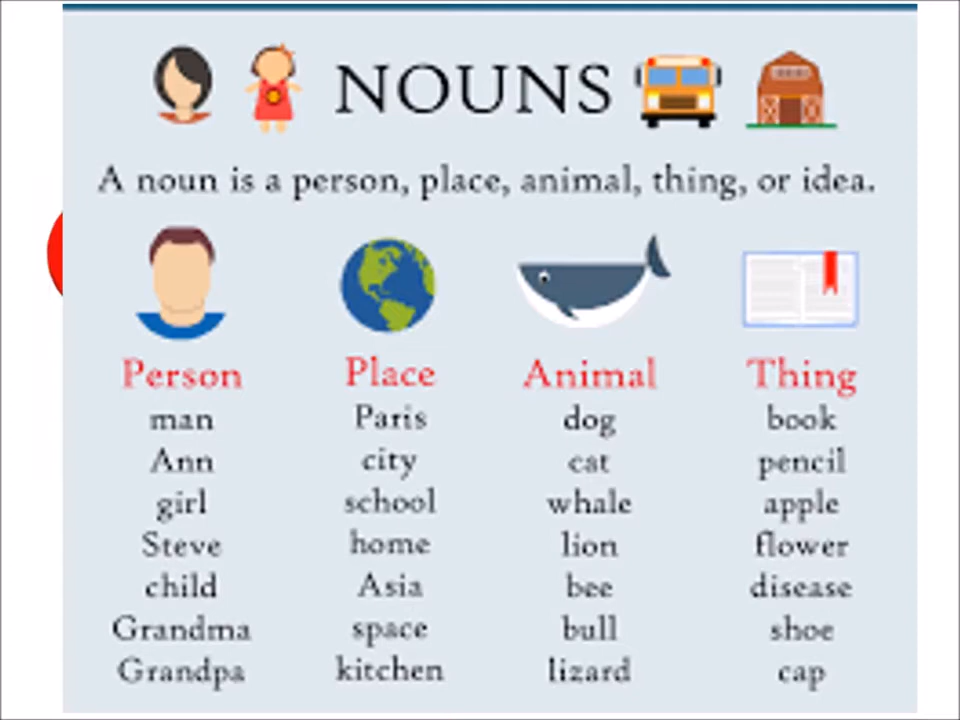 NOUNS
A noun is a person, place, animal, thing, or idea.
Person Place Animal Thing
man Paris dog book
Ann city cat pencil
girl school whale apple
Steve home lion flower
child Asia bee disease
Grandma space bull shoe
Grandpa kitchen lizard cap